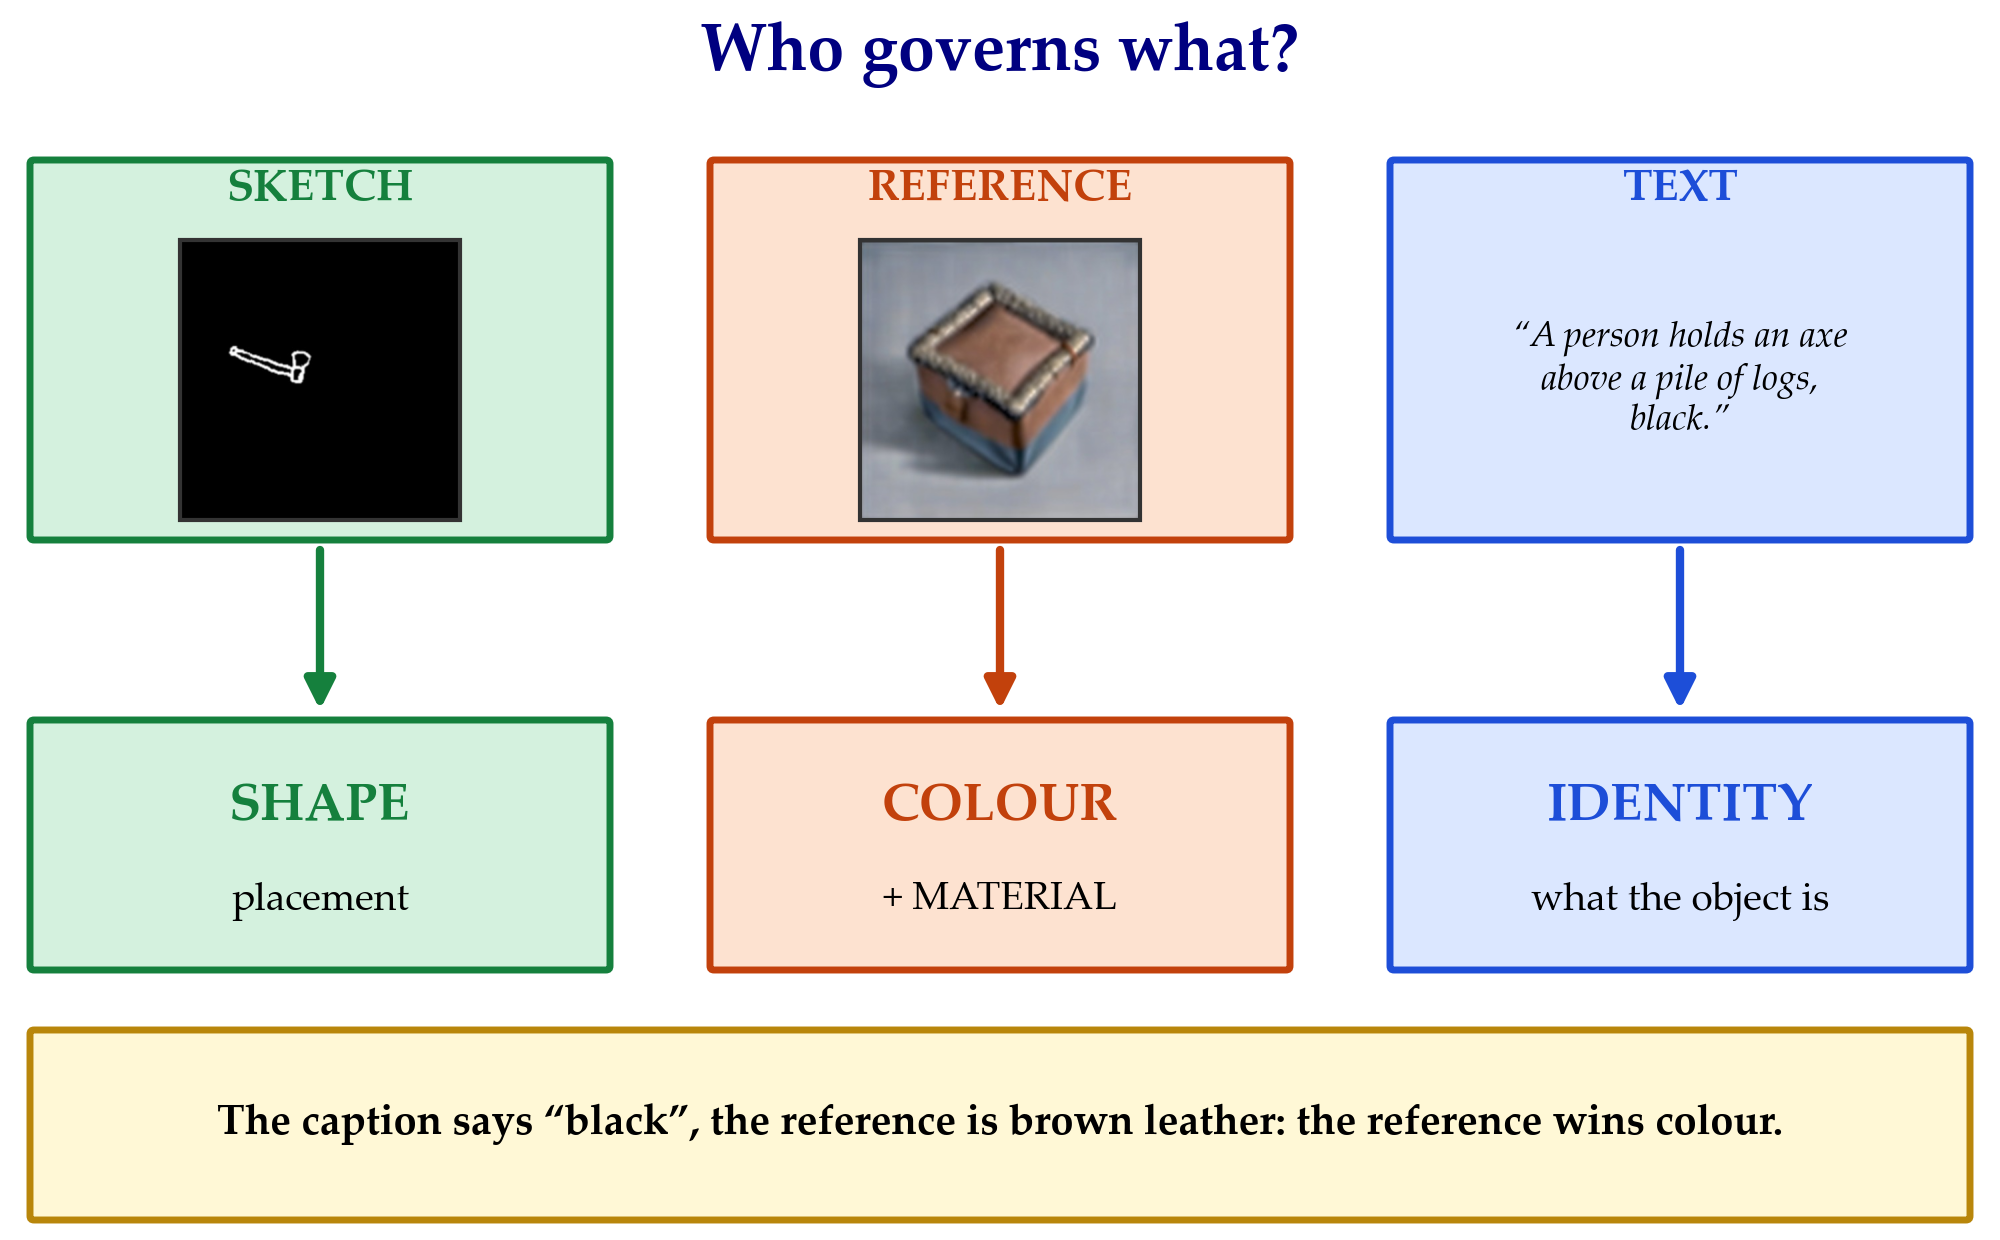 Who governs what?
SKETCH
REFERENCE
TEXT
“A person holds an axe
above a pile of logs,
black.”
SHAPE
placement
COLOUR
+ MATERIAL
IDENTITY
what the object is
The caption says “black”, the reference is brown leather: the reference wins colour.